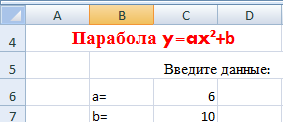 A B C D
4 Парабола y=ax²+b
5 Введите данные:
6 a= 6
7 b= 10